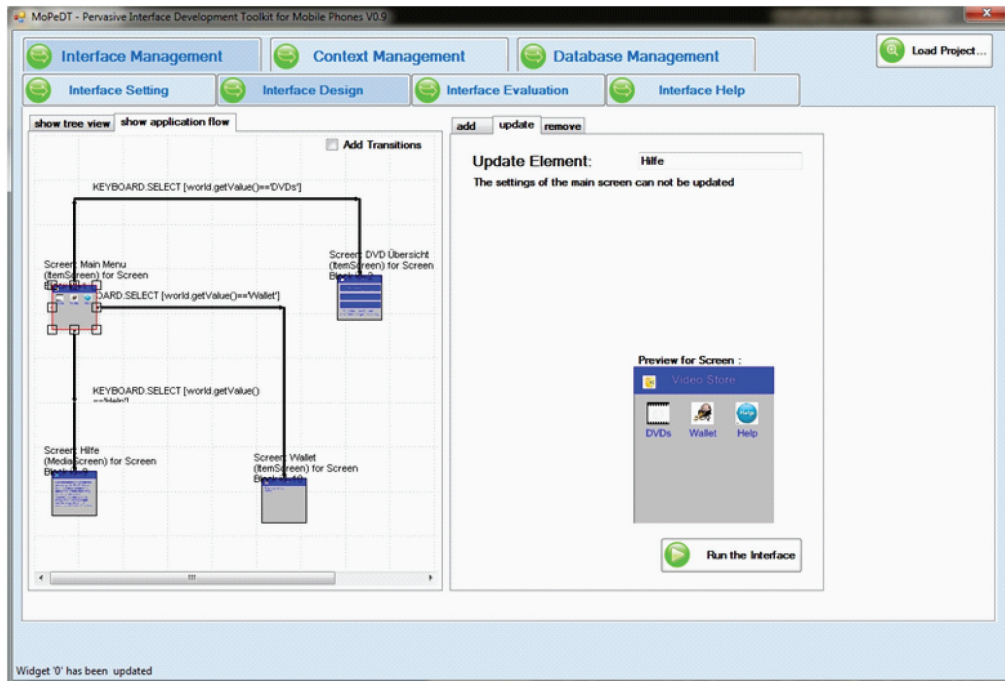 MoPeDT - Pervasive Interface Development Toolkit for Mobile Phones V0.9
Interface Management
Context Management
Database Management
Load Project...
Interface Setting
Interface Design
Interface Evaluation
Interface Help
show tree view
show application flow
add
update
remove
Add Transitions
Update Element:
Hilfe
The settings of the main screen can not be updated
KEYBOARD.SELECT [world.getValue()=='DVDs']
Screen: DVD Übersicht
(ItemScreen) for Screen
Screen: Main Menu
(ItemScreen) for Screen
OARD.SELECT [world.getValue()=='Wallet']
Preview for Screen :
Video Store
DVDs
Wallet
Help
KEYBOARD.SELECT [world.getValue()
=='Help']
Screen: Hilfe
(MediaScreen) for Screen
Screen: Wallet
(ItemScreen) for Screen
Run the Interface
Widget '0' has been updated